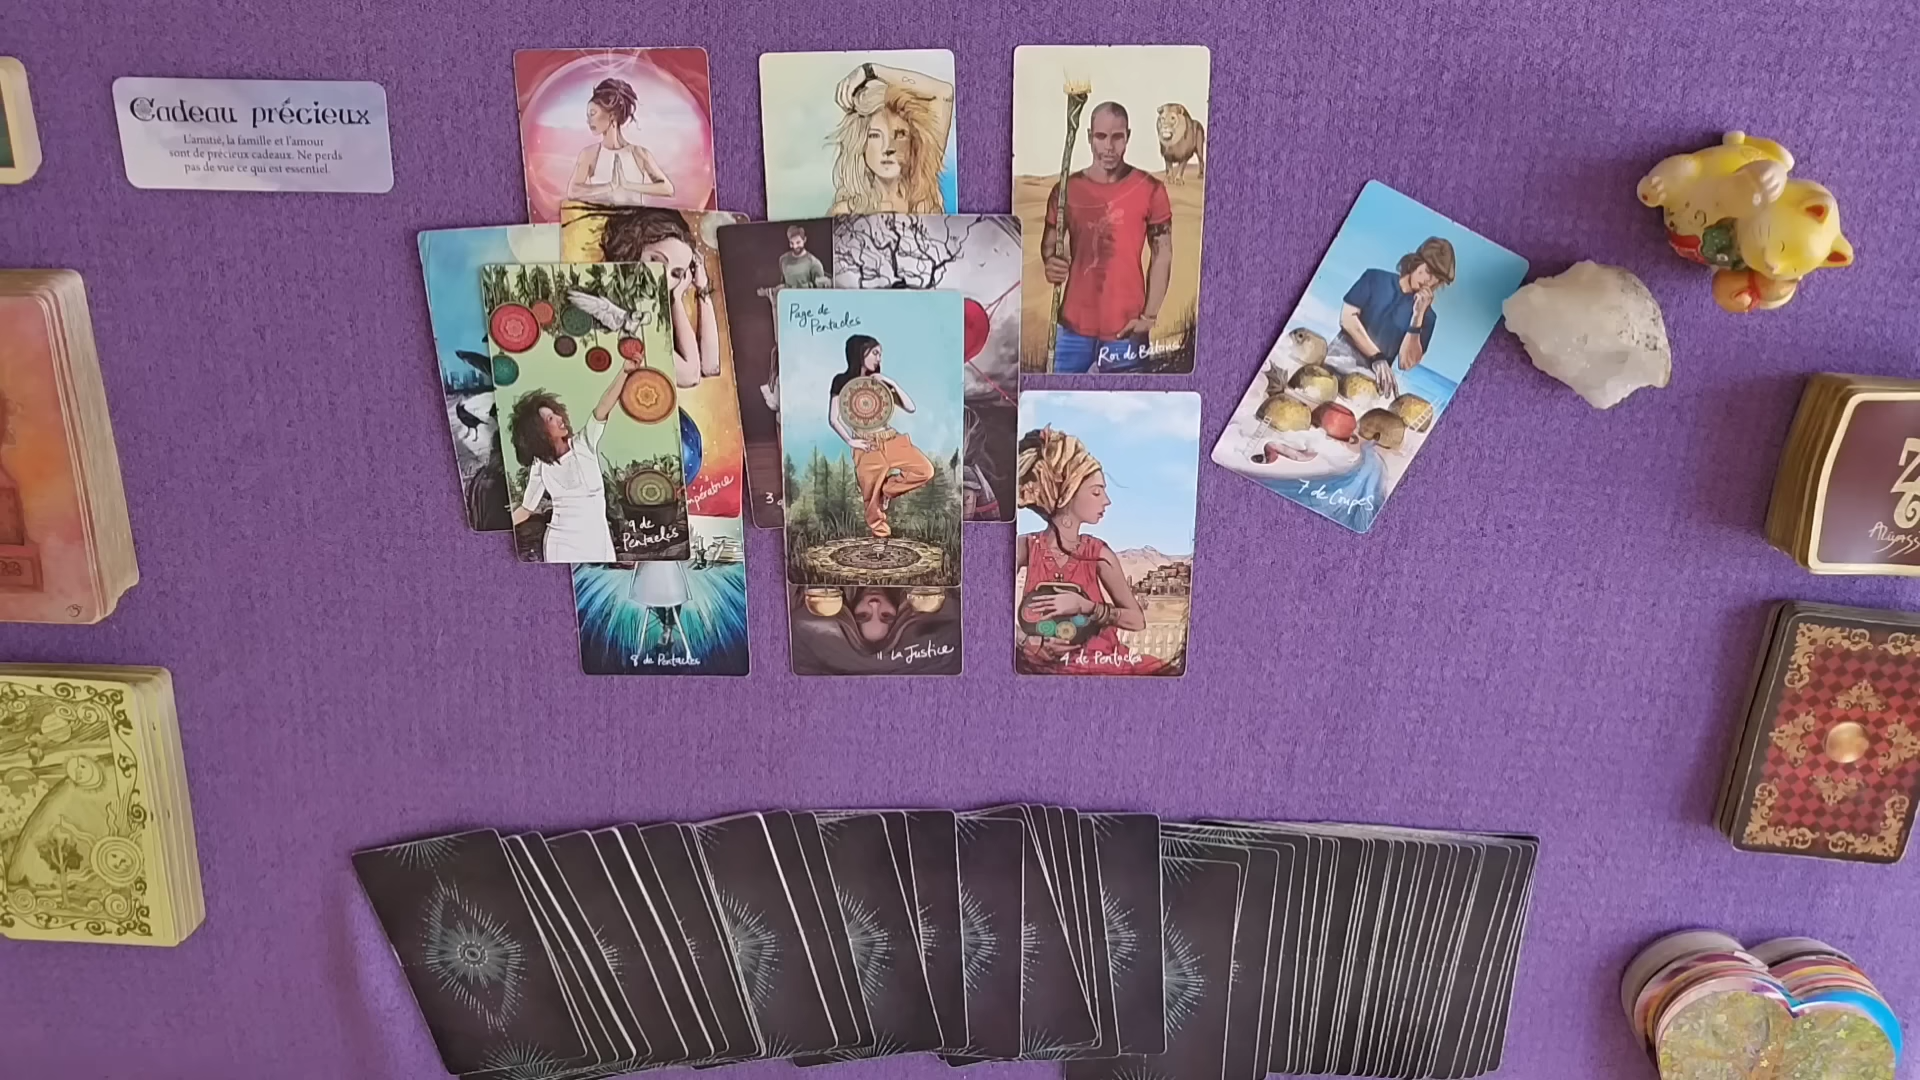 Cadeau précieux
L'amitié, la famille et l'amour
sont de précieux cadeaux. Ne perds
pas de vue ce qui est essentiel.
Page de
Pentacles
Roi de Bâtons
7 de Coupes
mpératrice
9 de
Pentacles
3
8 de Pentacles
11 La Justice
4 de Pentacles